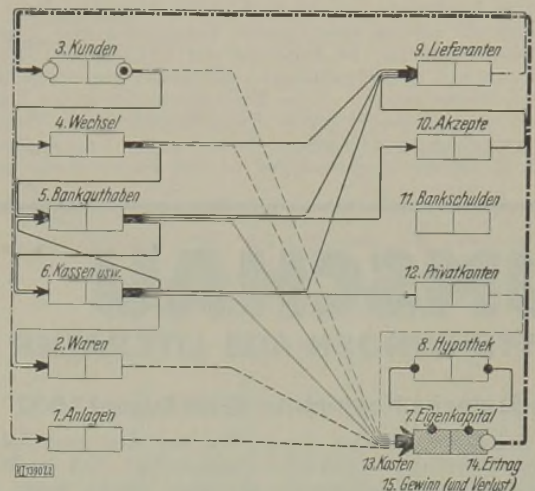 3. Kunden
4. Wechsel
5. Bankguthaben
6. Kassen usw.
2. Waren
1. Anlagen
9. Lieferanten
10. Akzepte
11. Bankschulden
12. Privatkonten
8. Hypothek
7. Eigenkapital
13. Kosten
14. Ertrag
15. Gewinn (und Verlust)